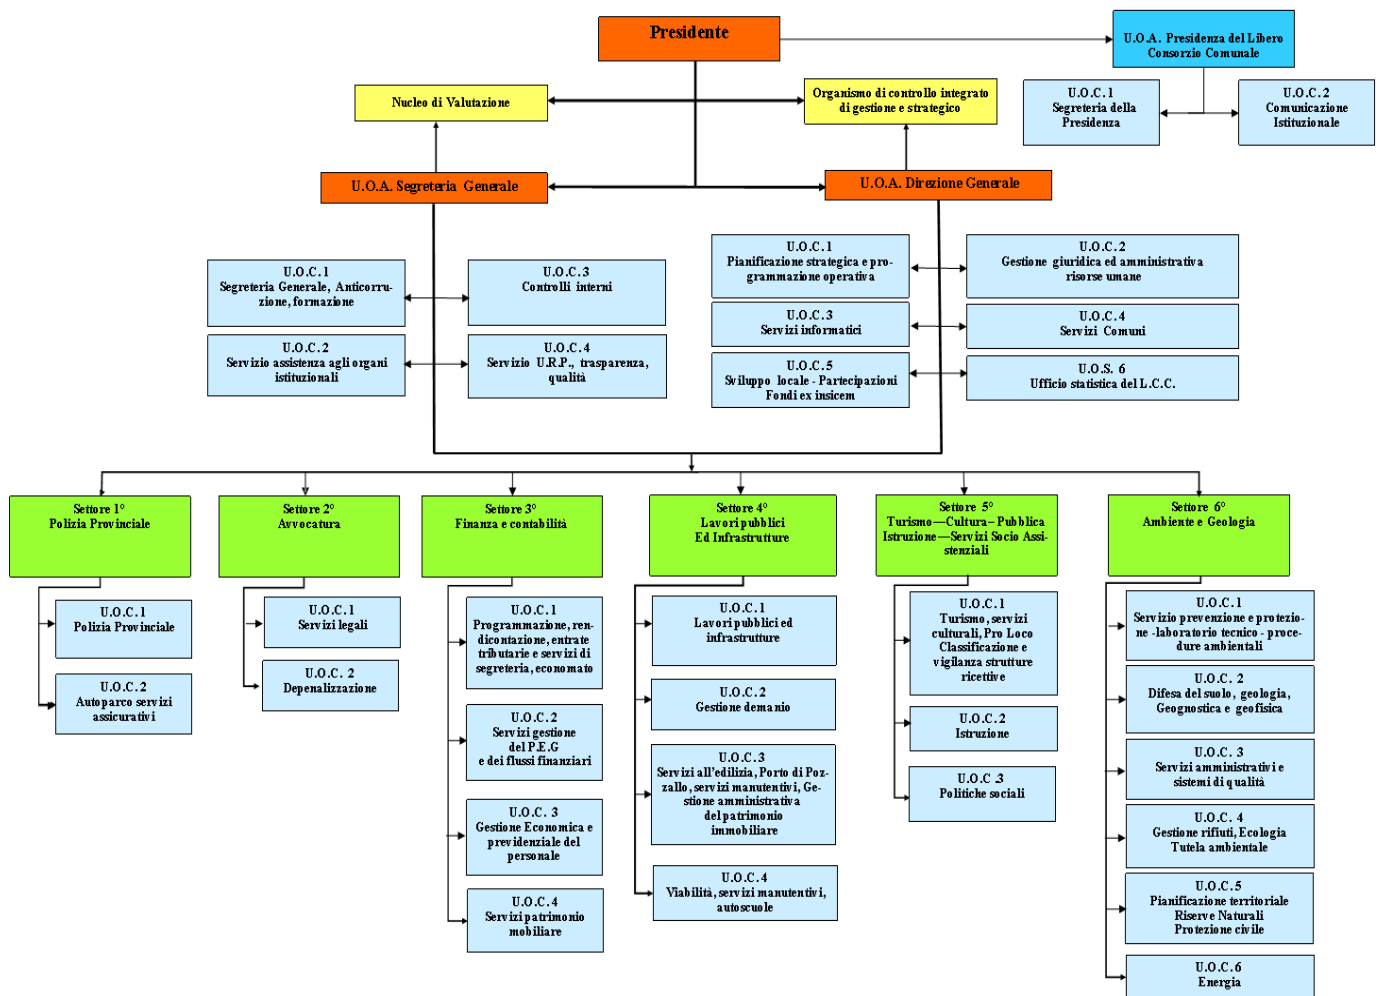 Presidente
U.O.A. Presidenza del Libero
Consorzio Comunale
U.O.C.1
Segreteria della
Presidenza
U.O.C.2
Comunicazione
Istituzionale
Nucleo di Valutazione
Organismo di controllo integrato
di gestione e strategico
U.O.A. Segreteria Generale
U.O.A. Direzione Generale
U.O.C.1
Segreteria Generale, Anticorru-
zione, formazione
U.O.C.3
Controlli interni
U.O.C.2
Servizio assistenza agli organi
istituzionali
U.O.C.4
Servizio U.R.P., trasparenza,
qualità
U.O.C.1
Pianificazione strategica e pro-
grammazione operativa
U.O.C.2
Gestione giuridica ed amministrativa
risorse umane
U.O.C.3
Servizi informatici
U.O.C.4
Servizi Comuni
U.O.C.5
Sviluppo locale - Partecipazioni
Fondi ex insicem
U.O.S. 6
Ufficio statistica del L.C.C.
Settore 1°
Polizia Provinciale
U.O.C.1
Polizia Provinciale
U.O.C.2
Autoparco servizi
assicurativi
Settore 2°
Avvocatura
U.O.C.1
Servizi legali
U.O.C. 2
Depenalizzazione
Settore 3°
Finanza e contabilità
U.O.C.1
Programmazione, ren-
dicontazione, entrate
tributarie e servizi di
segreteria, economato
U.O.C.2
Servizi gestione
del P.E.G
e dei flussi finanziari
U.O.C. 3
Gestione Economica e
previdenziale del
personale
U.O.C.4
Servizi patrimonio
mobiliare
Settore 4°
Lavori pubblici
Ed Infrastrutture
U.O.C.1
Lavori pubblici ed
infrastrutture
U.O.C.2
Gestione demanio
U.O.C.3
Servizi all'edilizia, Porto di Poz-
zallo, servizi manutentivi, Ge-
stione amministrativa
del patrimonio
immobiliare
U.O.C.4
Viabilità, servizi manutentivi,
autoscuole
Settore 5°
Turismo—Cultura– Pubblica
Istruzione—Servizi Socio Assi-
stenziali
U.O.C.1
Turismo, servizi
culturali, Pro Loco
Classificazione e
vigilanza strutture
ricettive
U.O.C.2
Istruzione
U.O.C.3
Politiche sociali
Settore 6°
Ambiente e Geologia
U.O.C.1
Servizio prevenzione e protezio-
ne -laboratorio tecnico - proce-
dure ambientali
U.O.C. 2
Difesa del suolo, geologia,
Geognostica e geofisica
U.O.C. 3
Servizi amministrativi e
sistemi di qualità
U.O.C. 4
Gestione rifiuti, Ecologia
Tutela ambientale
U.O.C.5
Pianificazione territoriale
Riserve Naturali
Protezione civile
U.O.C.6
Energia